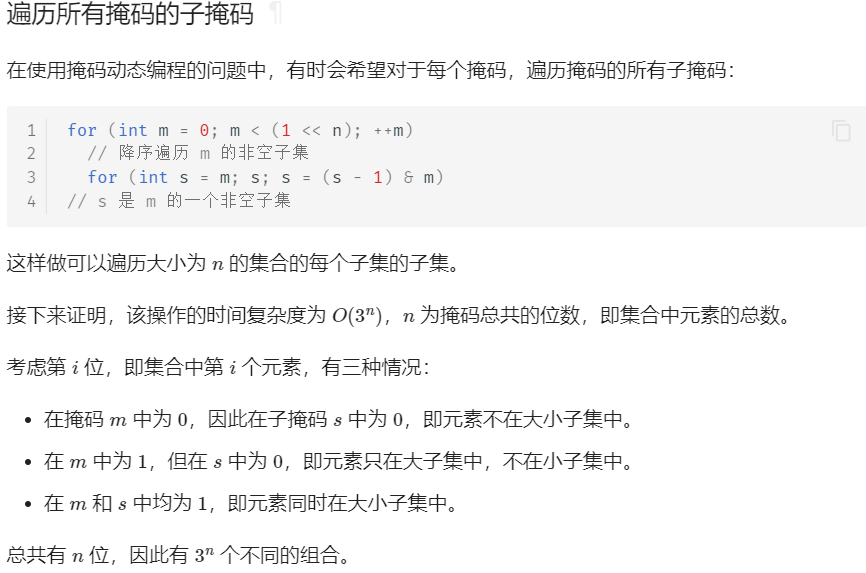 遍历所有掩码的子掩码 ¶
在使用掩码动态编程的问题中，有时会希望对于每个掩码，遍历掩码的所有子掩码：
1 for (int m = 0; m < (1 << n); ++m)
2   // 降序遍历 m 的非空子集
3   for (int s = m; s; s = (s - 1) & m)
4 // s 是 m 的一个非空子集
这样做可以遍历大小为 n 的集合的每个子集的子集。
接下来证明，该操作的时间复杂度为 O(3ⁿ)，n 为掩码总共的位数，即集合中元素的总数。
考虑第 i 位，即集合中第 i 个元素，有三种情况：
• 在掩码 m 中为 0，因此在子掩码 s 中为 0，即元素不在大小子集中。
• 在 m 中为 1，但在 s 中为 0，即元素只在大子集中，不在小子集中。
• 在 m 和 s 中均为 1，即元素同时在大小子集中。
总共有 n 位，因此有 3ⁿ 个不同的组合。